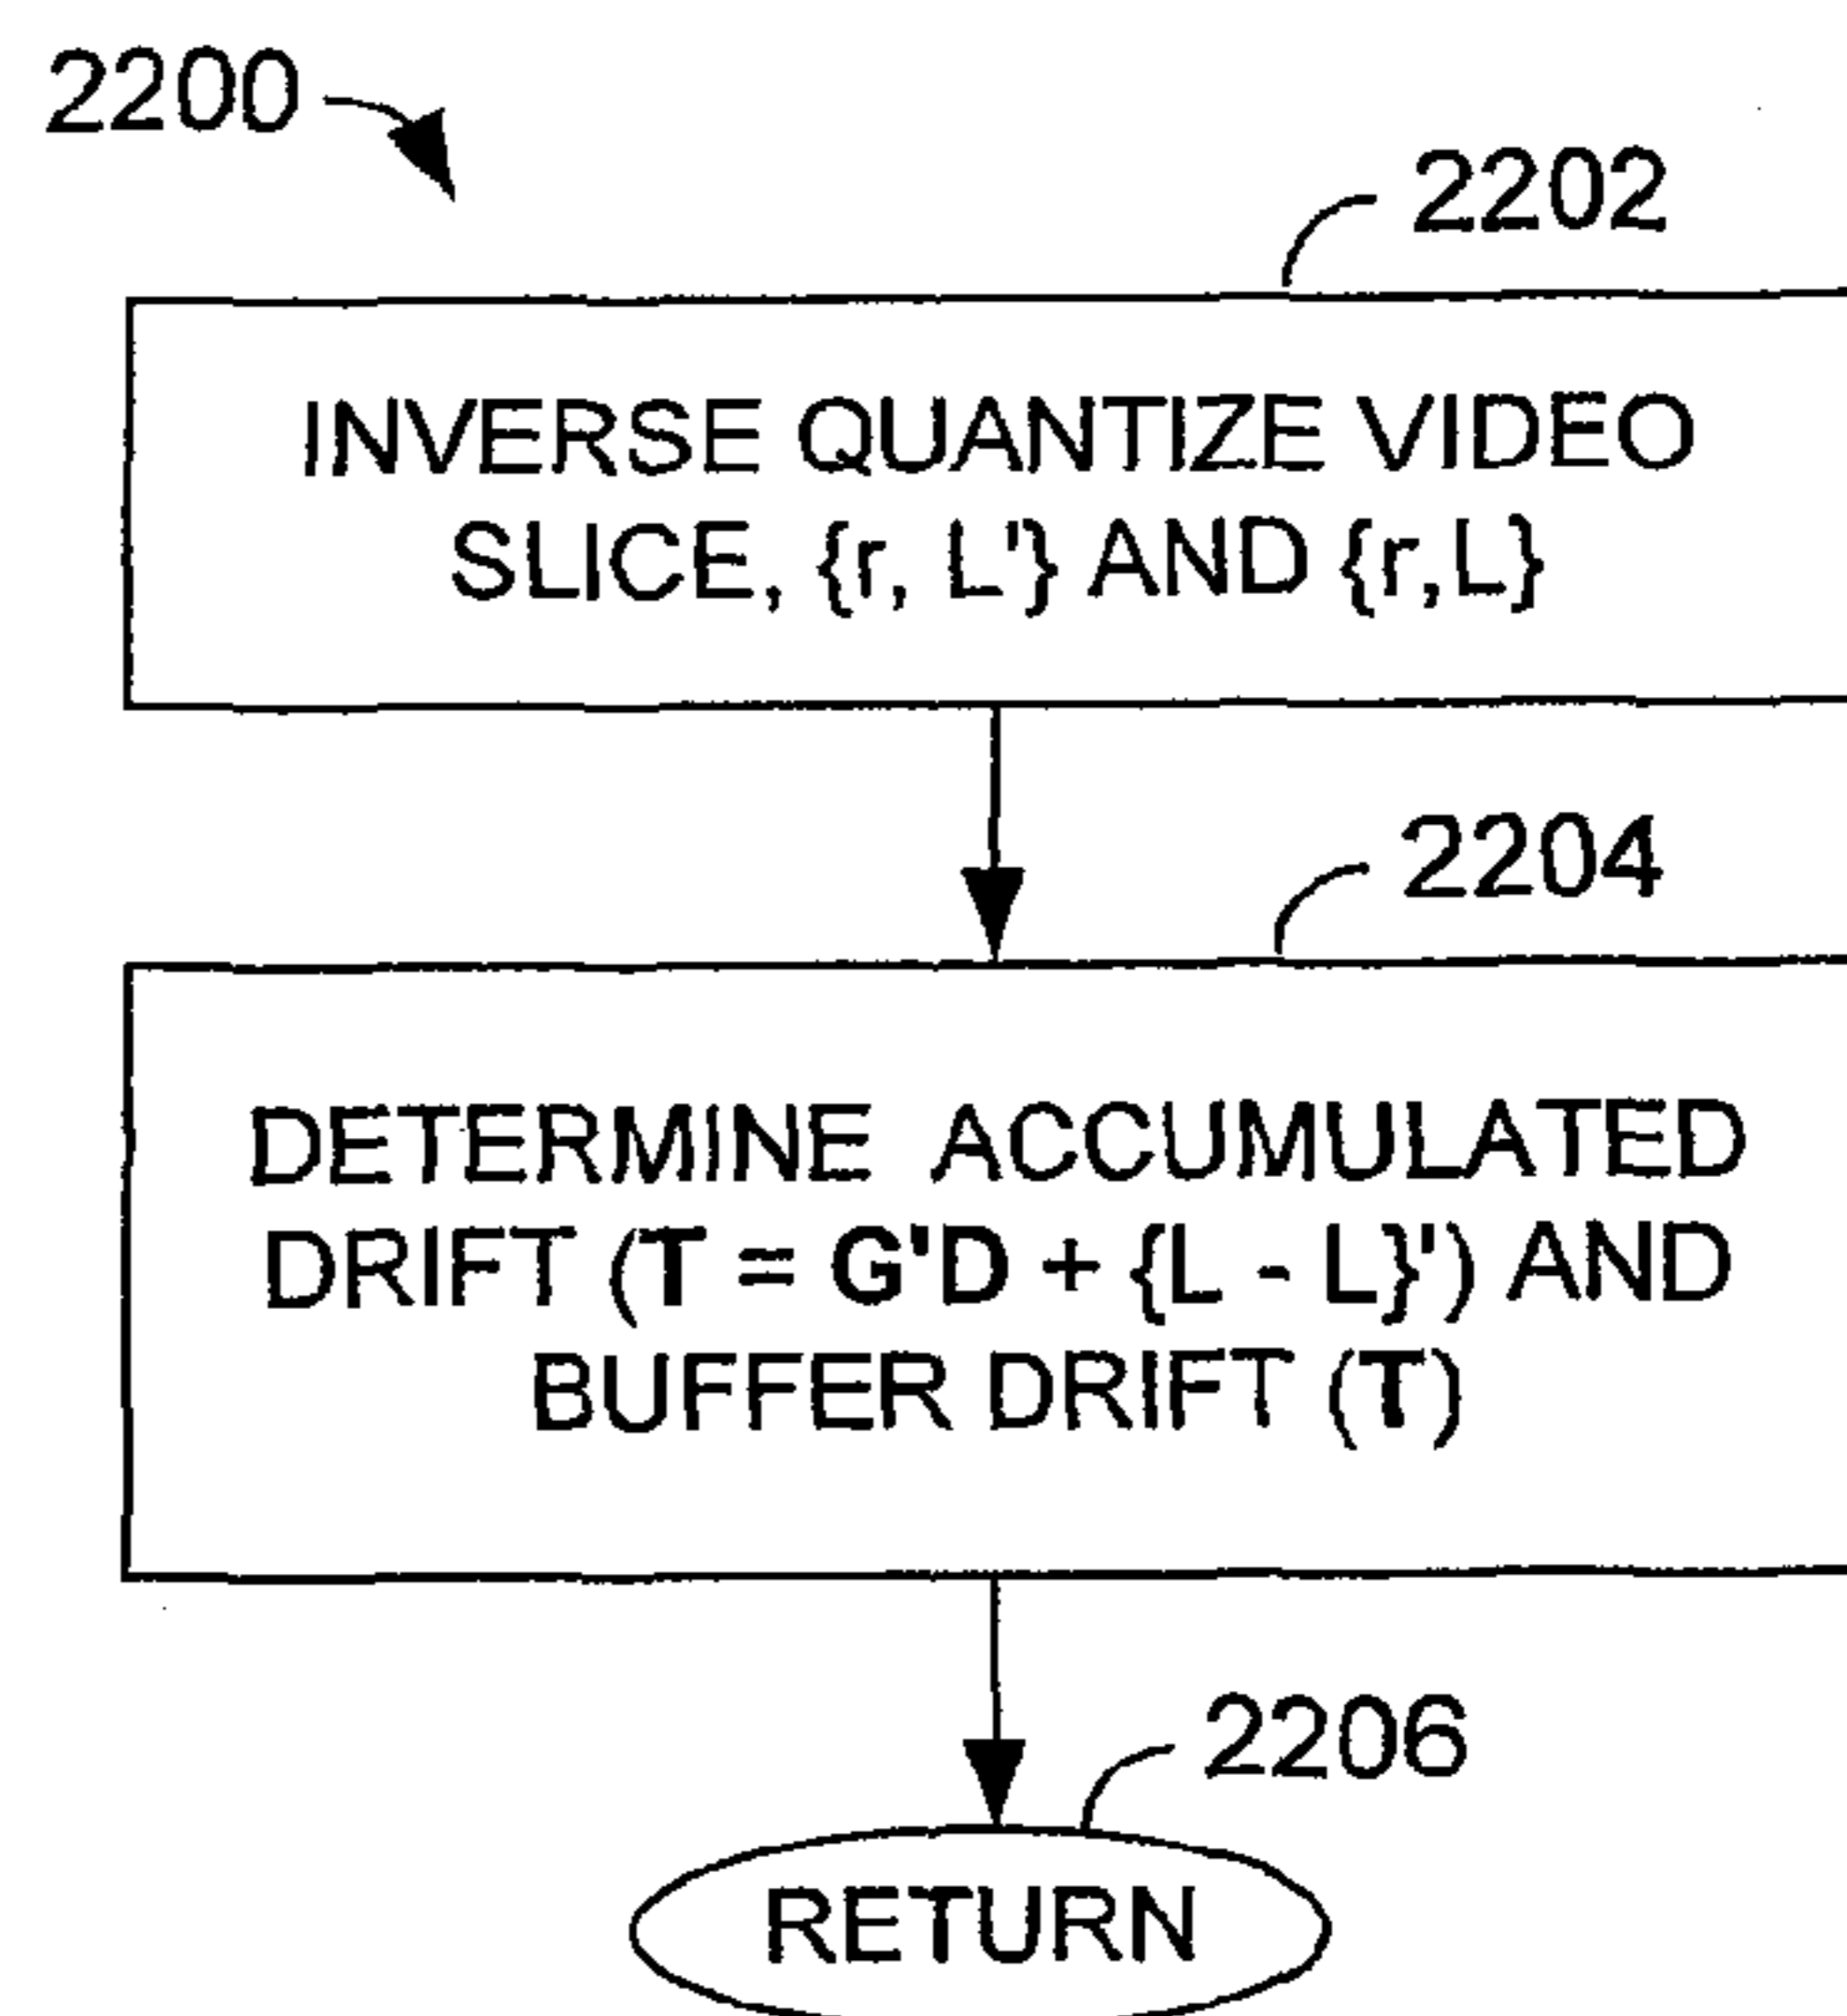 2200
2202
INVERSE QUANTIZE VIDEO
SLICE, {r, L'} AND {r,L}
2204
DETERMINE ACCUMULATED
DRIFT (T = G'D + {L - L}') AND
BUFFER DRIFT (T)
2206
RETURN